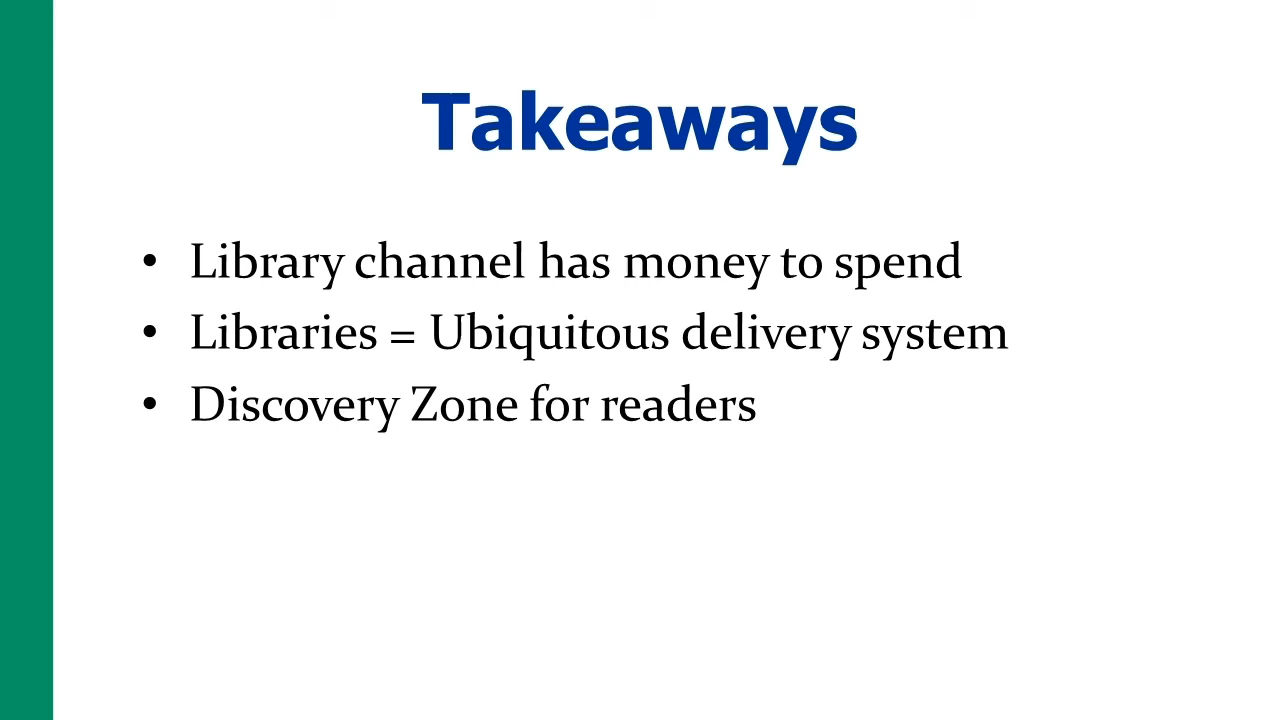 Takeaways
• Library channel has money to spend
• Libraries = Ubiquitous delivery system
• Discovery Zone for readers